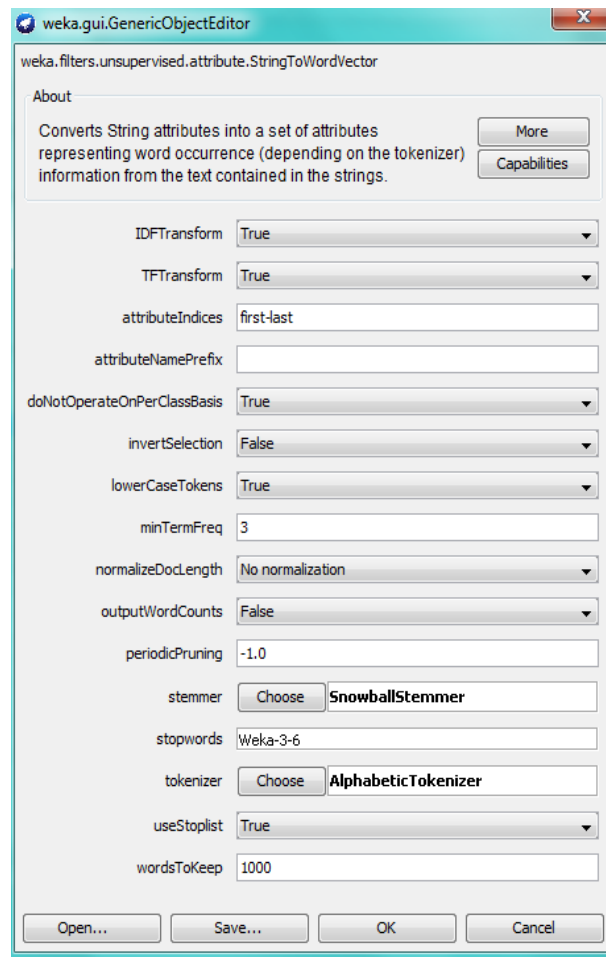 weka.gui.GenericObjectEditor
X
weka.filters.unsupervised.attribute.StringToWordVector
About
Converts String attributes into a set of attributes
representing word occurrence (depending on the tokenizer)
information from the text contained in the strings.
More
Capabilities
IDFTransform True
TFTransform True
attributeIndices first-last
attributeNamePrefix
doNotOperateOnPerClassBasis True
invertSelection False
lowerCaseTokens True
minTermFreq 3
normalizeDocLength No normalization
outputWordCounts False
periodicPruning -1.0
stemmer Choose SnowballStemmer
stopwords Weka-3-6
tokenizer Choose AlphabeticTokenizer
useStoplist True
wordsToKeep 1000
Open... Save... OK Cancel